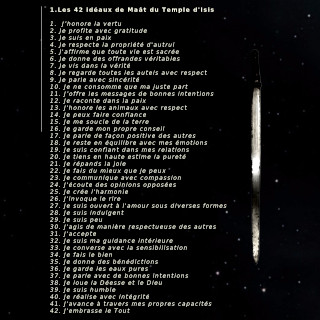 1.Les 42 idéaux de Maât du Temple d'Isis
1. J'honore la vertu
2. Je profite avec gratitude
3. Je suis en paix
4. Je respecte la propriété d'autrui
5. J'affirme que toute vie est sacrée
6. Je donne des offrandes véritables
7. Je vis dans la vérité
8. Je regarde toutes les autels avec respect
9. Je parle avec sincérité
10. Je ne consomme que ma juste part
11. J'offre les messages de bonnes intentions
12. Je raconte dans la paix
13. J'honore les animaux avec respect
14. Je peux faire confiance
15. Je me soucie de la terre
16. Je garde mon propre conseil
17. Je parle de façon positive des autres
18. Je reste en équilibre avec mes émotions
19. Je suis confiant dans mes relations
20. Je tiens en haute estime la pureté
21. Je répands la joie
22. Je fais du mieux que je peux
23. Je communique avec compassion
24. J'écoute des opinions opposées
25. Je crée l'harmonie
26. J'invoque le rire
27. Je suis ouvert à l'amour sous diverses formes
28. Je suis indulgent
29. Je suis peu
30. J'agis de manière respectueuse des autres
31. J'accepte
32. Je suis ma guidance intérieure
33. Je converse avec la sensibilisation
34. Je fais le bien
35. Je donne des bénédictions
36. Je garde les eaux pures
37. Je parle avec de bonnes intentions
38. Je loue la Déesse et le Dieu
39. Je suis humble
40. Je réalise avec intégrité
41. J'avance à travers mes propres capacités
42. J'embrasse le Tout